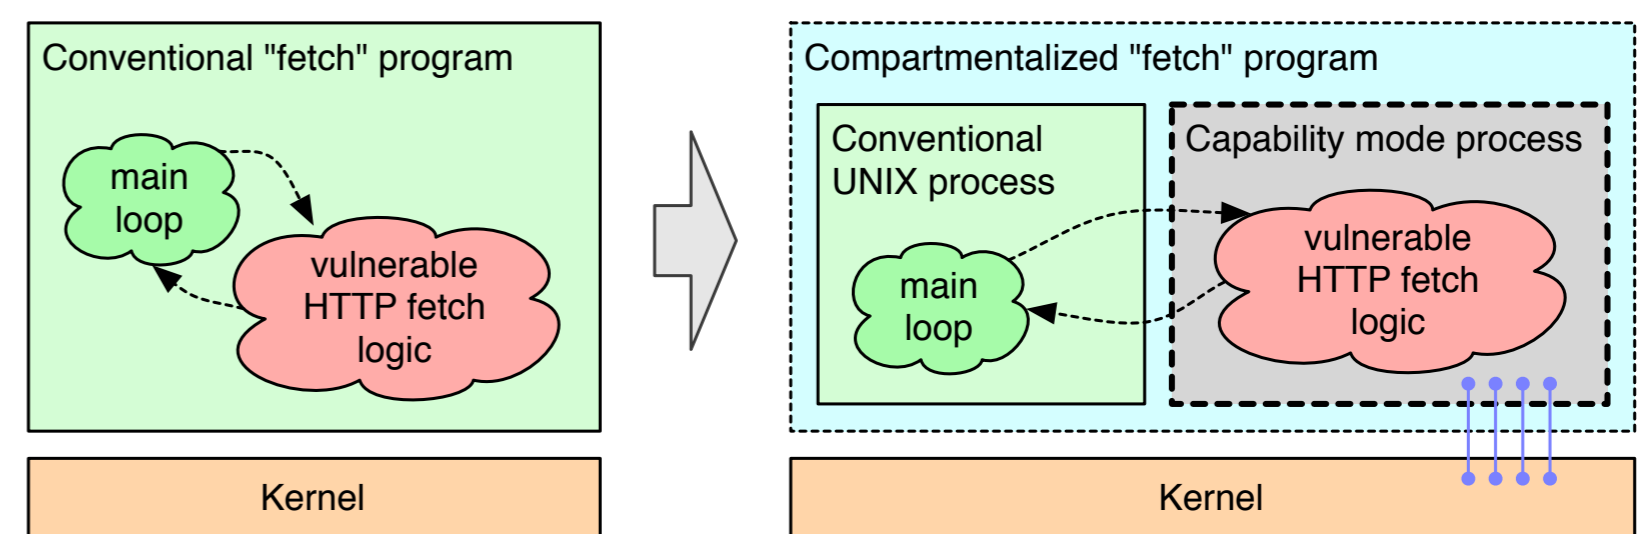 Conventional "fetch" program
main
loop
vulnerable
HTTP fetch
logic
Kernel
Compartmentalized "fetch" program
Conventional
UNIX process
main
loop
Capability mode process
vulnerable
HTTP fetch
logic
Kernel